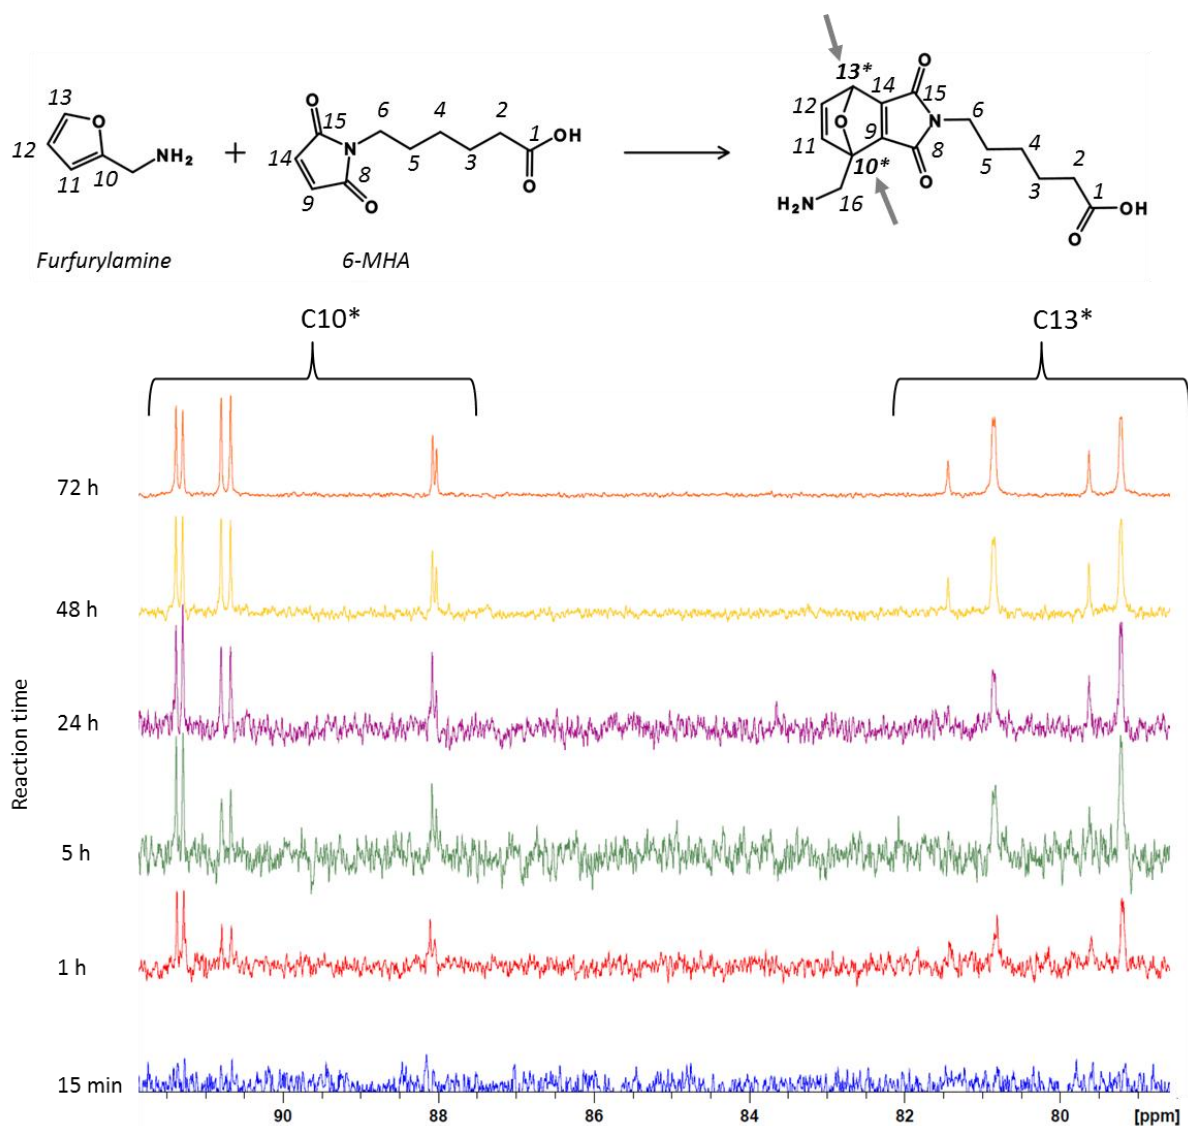 13
O
12
NH₂
11
10
Furfurylamine
+
O
15
6
4
2
14
N
1
OH
8
5
3
9
O
O
6-MHA
13*
O
14
15
12
O
6
N
4
9
8
11
5
2
10*
O
3
1
H₂N
16
OH
O
C10*
C13*
Reaction time
72 h
48 h
24 h
5 h
1 h
15 min
90
88
86
84
82
80
[ppm]